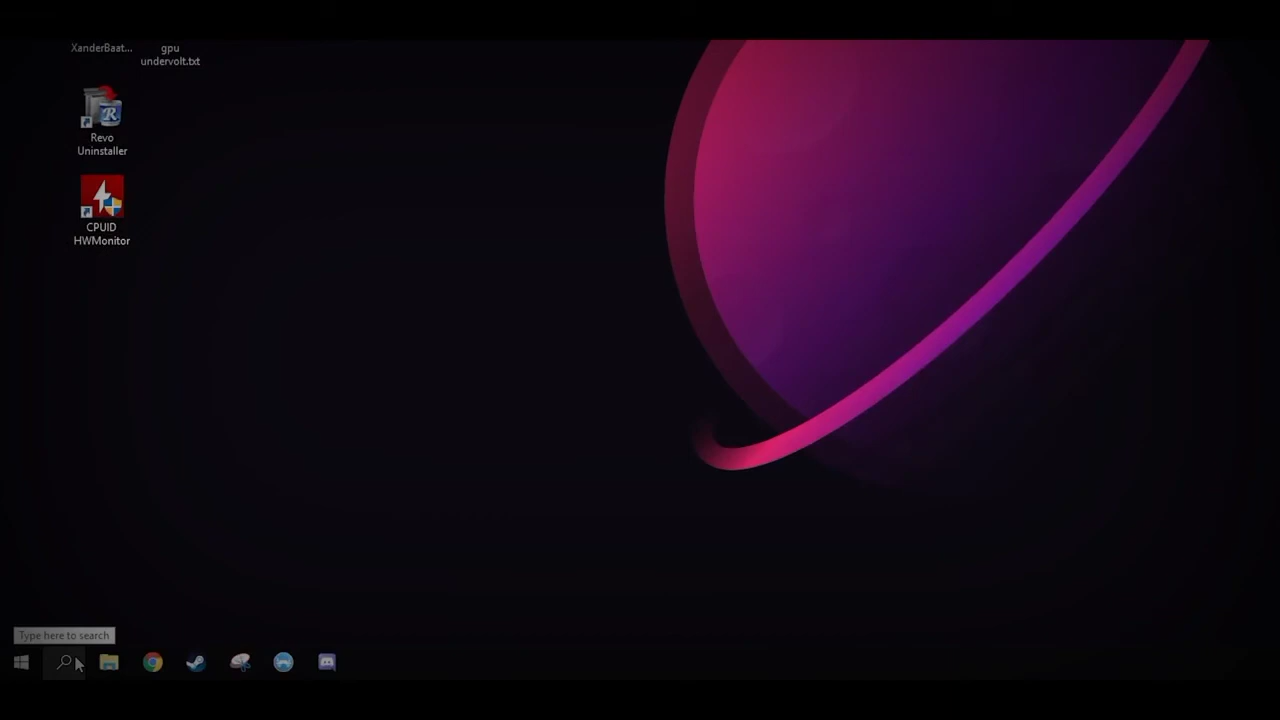 XanderBaat...
gpu
undervolt.txt
Revo
Uninstaller
CPUID
HWMonitor
Type here to search